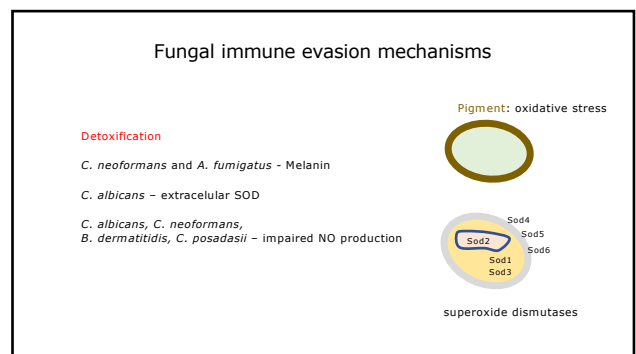 Fungal immune evasion mechanisms
Pigment: oxidative stress
Detoxification
C. neoformans and A. fumigatus - Melanin
C. albicans – extracelular SOD
C. albicans, C. neoformans,
B. dermatitidis, C. posadasii – impaired NO production
Sod4
Sod5
Sod2
Sod6
Sod1
Sod3
superoxide dismutases